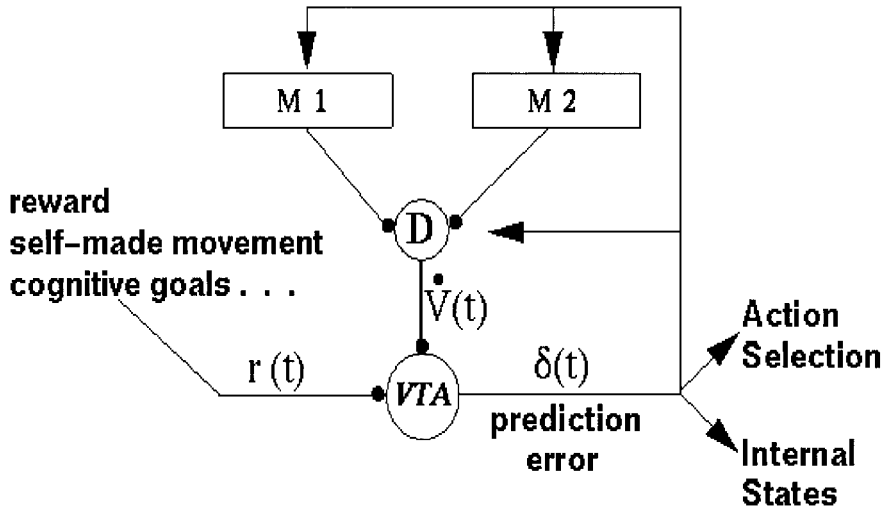 M 1
M 2
reward
self-made movement
cognitive goals . . .
D
V̇(t)
r (t)
VTA
δ(t)
prediction
error
Action
Selection
Internal
States